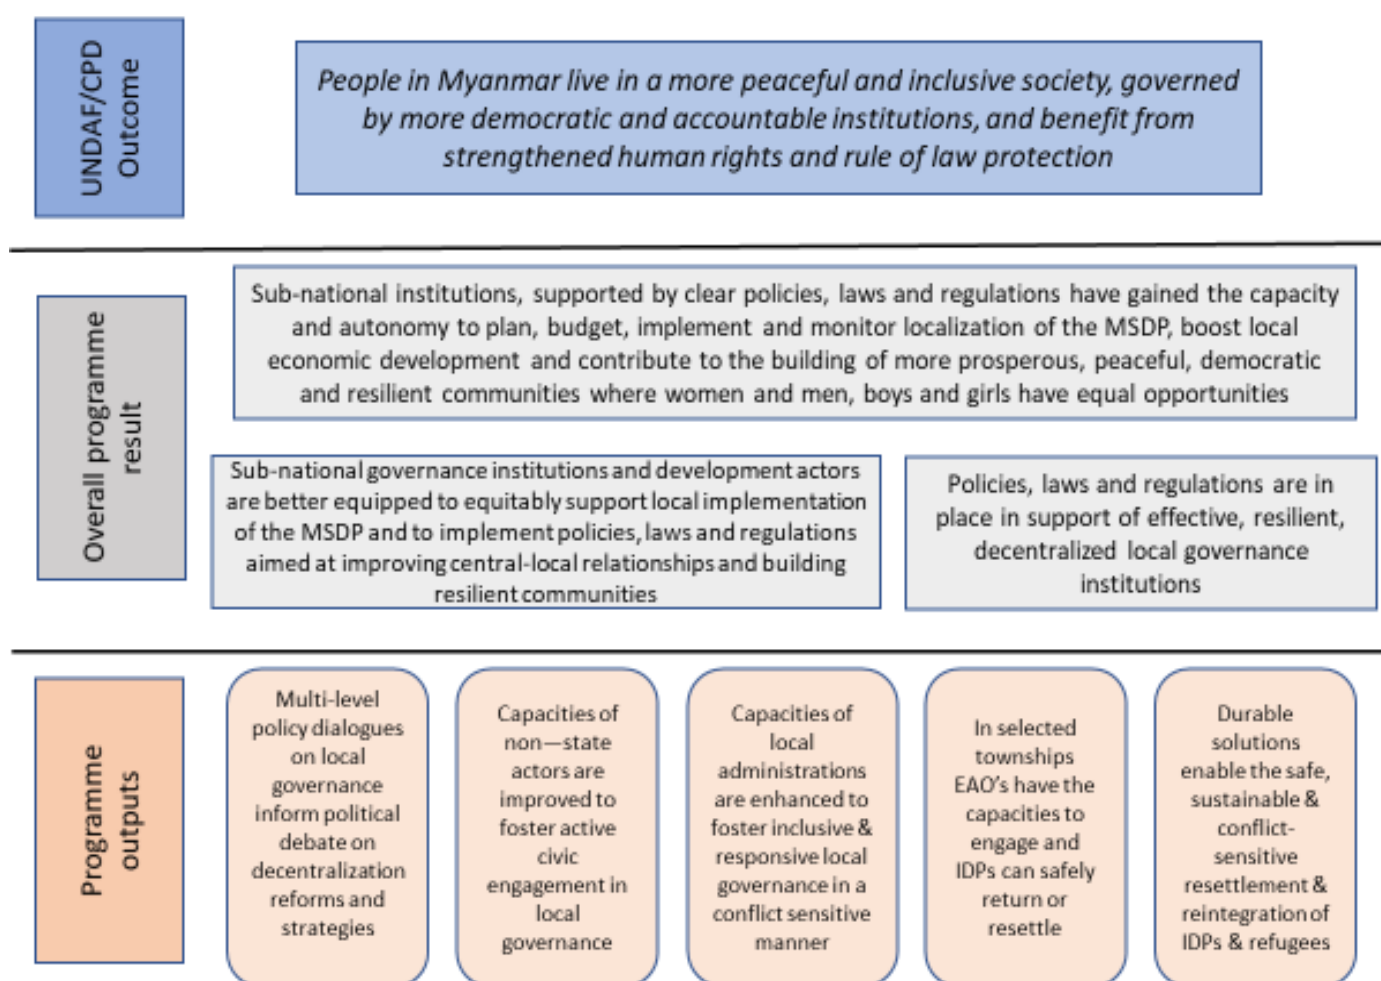 UNDAF/CPD
Outcome
People in Myanmar live in a more peaceful and inclusive society, governed
by more democratic and accountable institutions, and benefit from
strengthened human rights and rule of law protection
Overall programme
result
Sub-national institutions, supported by clear policies, laws and regulations have gained the capacity
and autonomy to plan, budget, implement and monitor localization of the MSDP, boost local
economic development and contribute to the building of more prosperous, peaceful, democratic
and resilient communities where women and men, boys and girls have equal opportunities
Sub-national governance institutions and development actors
are better equipped to equitably support local implementation
of the MSDP and to implement policies, laws and regulations
aimed at improving central-local relationships and building
resilient communities
Policies, laws and regulations are in
place in support of effective, resilient,
decentralized local governance
institutions
Programme
outputs
Multi-level
policy dialogues
on local
governance
inform political
debate on
decentralization
reforms and
strategies
Capacities of
non—state
actors are
improved to
foster active
civic
engagement in
local
governance
Capacities of
local
administrations
are enhanced to
foster inclusive &
responsive local
governance in a
conflict sensitive
manner
In selected
townships
EAO's have the
capacities to
engage and
IDPs can safely
return or
resettle
Durable
solutions
enable the safe,
sustainable &
conflict-
sensitive
resettlement &
reintegration of
IDPs & refugees